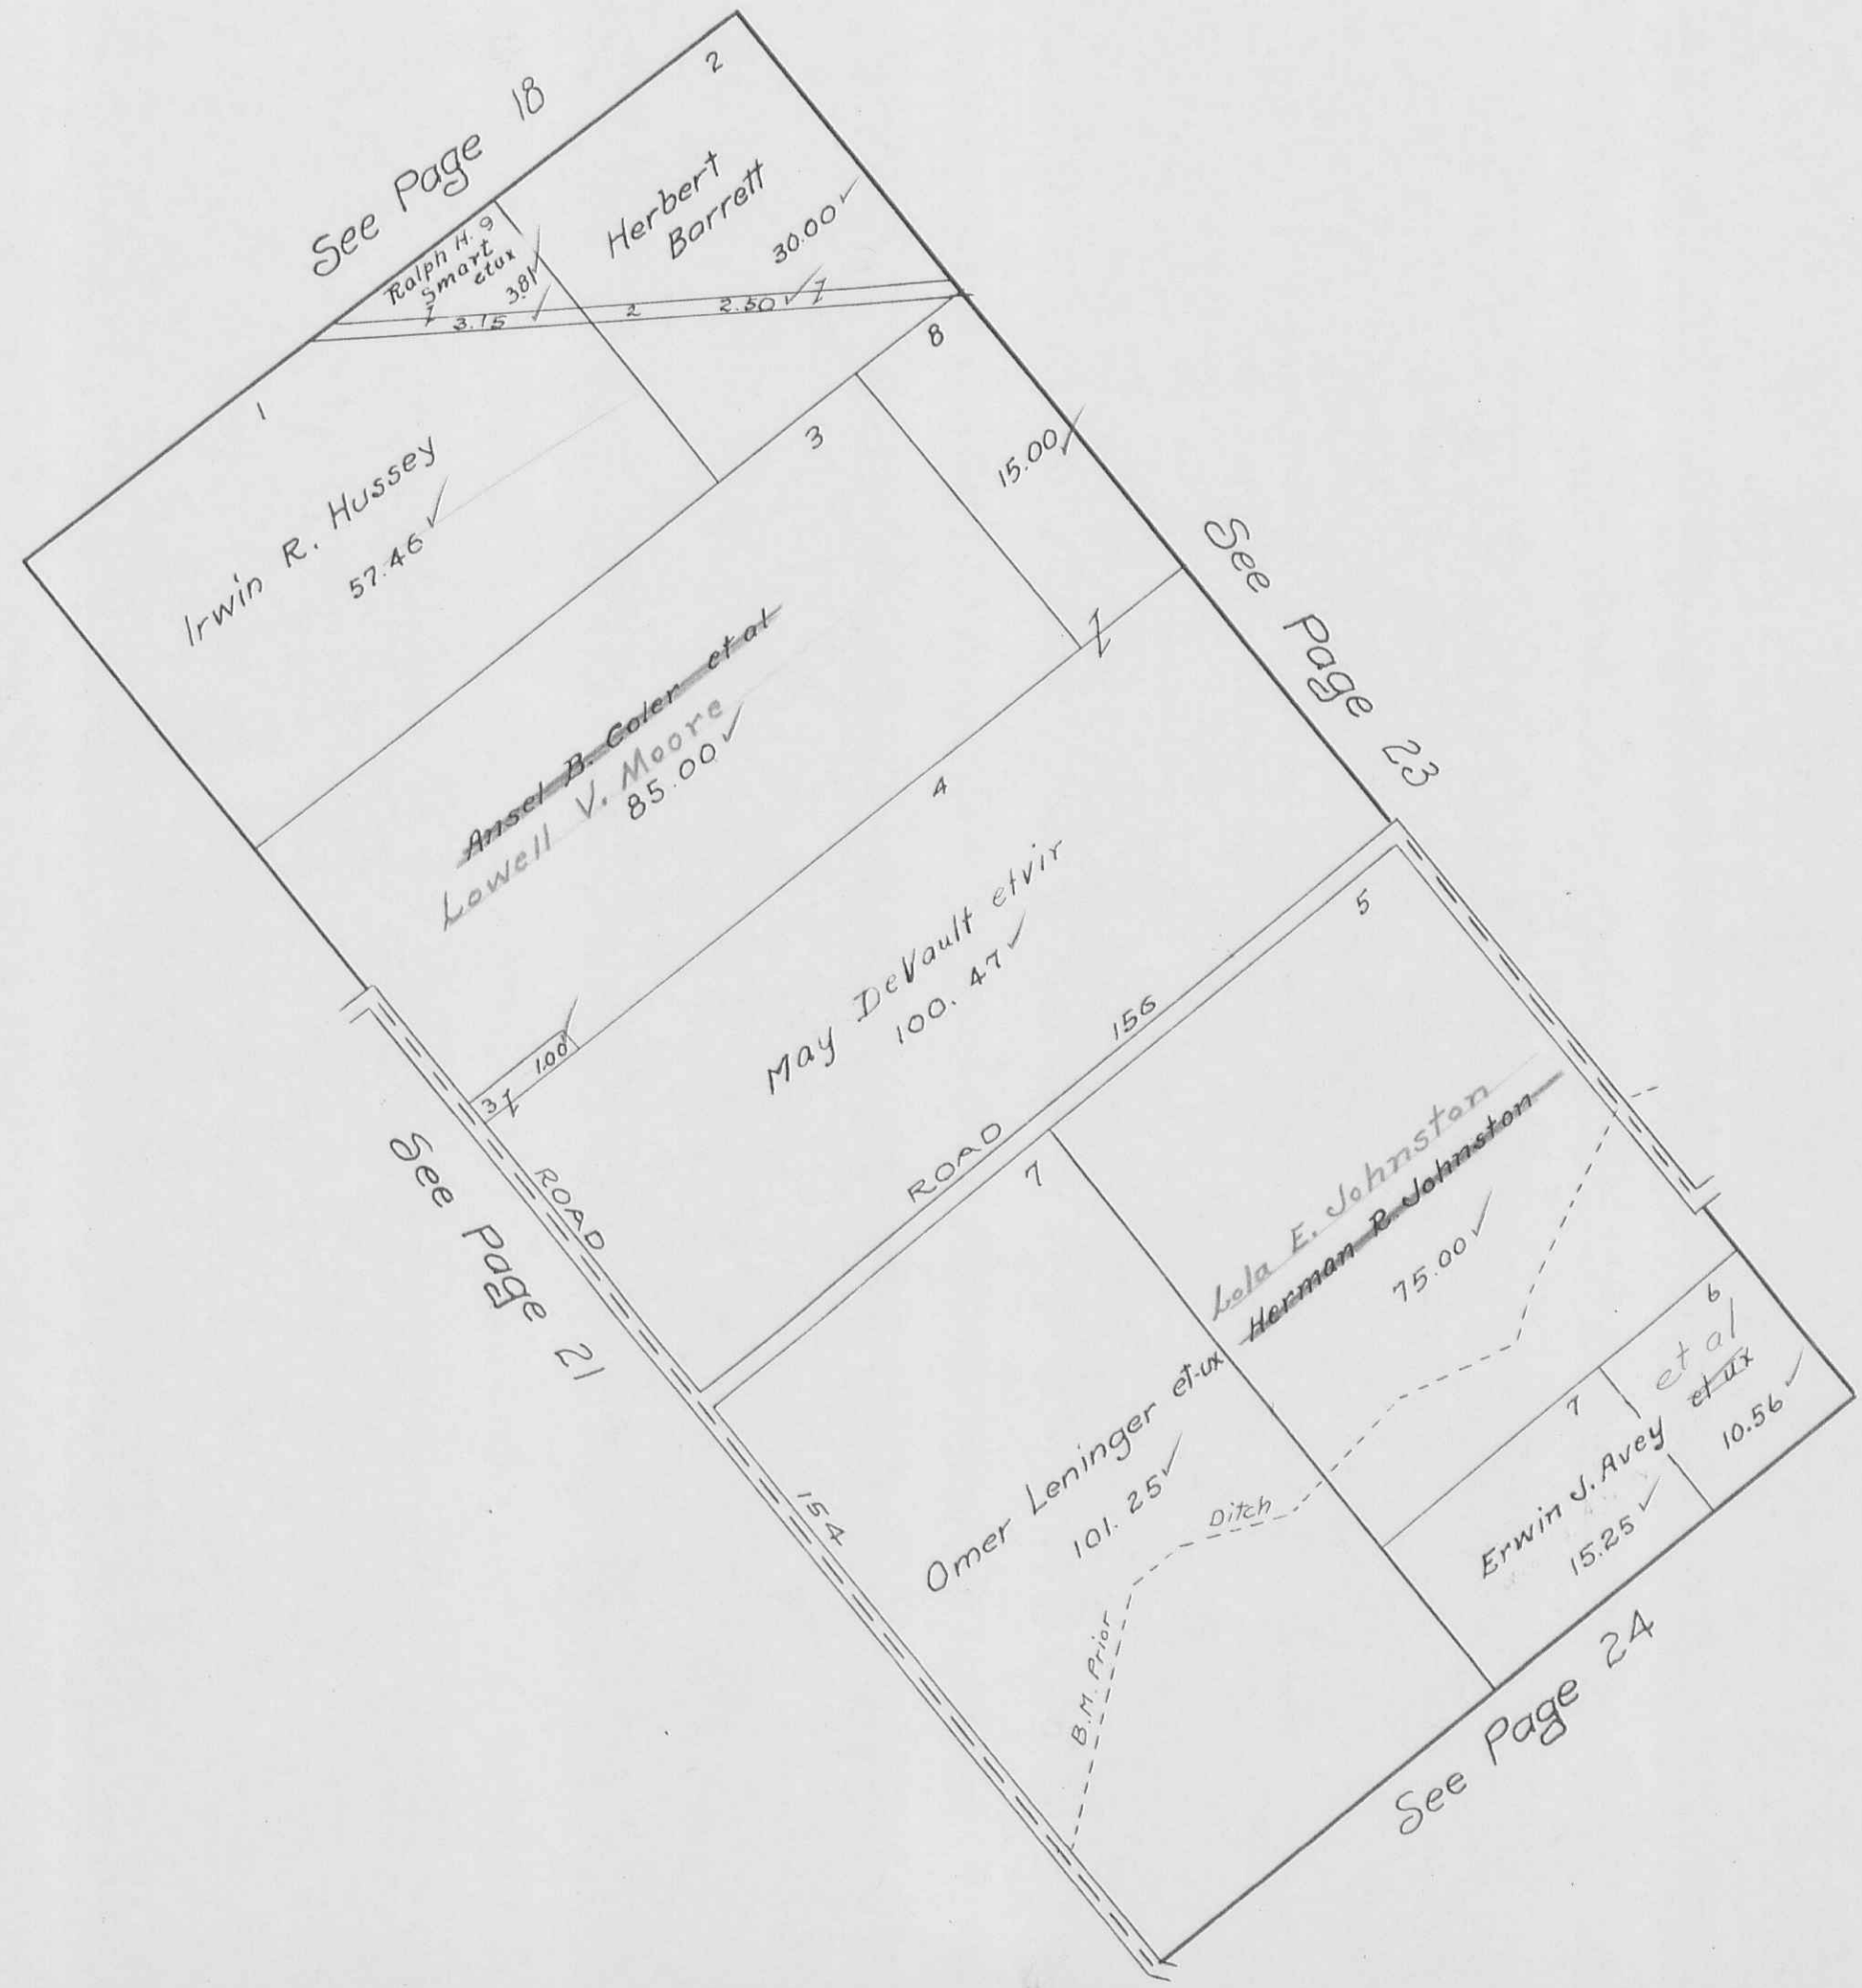 See Page 18
2
Herbert
Barrett
30.00✓
Ralph H. 9
Smart
etux
3.81✓
3.15 ✓
2
2.50✓
1
Irwin R. Hussey
57.46✓
8
15.00✓
3
Ansel B. Coler et al
Lowell V. Moore
85.00✓
See Page 23
4
May DeVault etvir
100.47✓
3
1.00✓
See Page 21
ROAD
ROAD 156
5
Lola E. Johnston
Herman R. Johnston
75.00✓
7
Omer Leninger et-ux
101.25✓
154
Ditch
B.M. Prior
6
et al
et ux
10.56✓
7
Erwin J. Avey
15.25✓
See Page 24